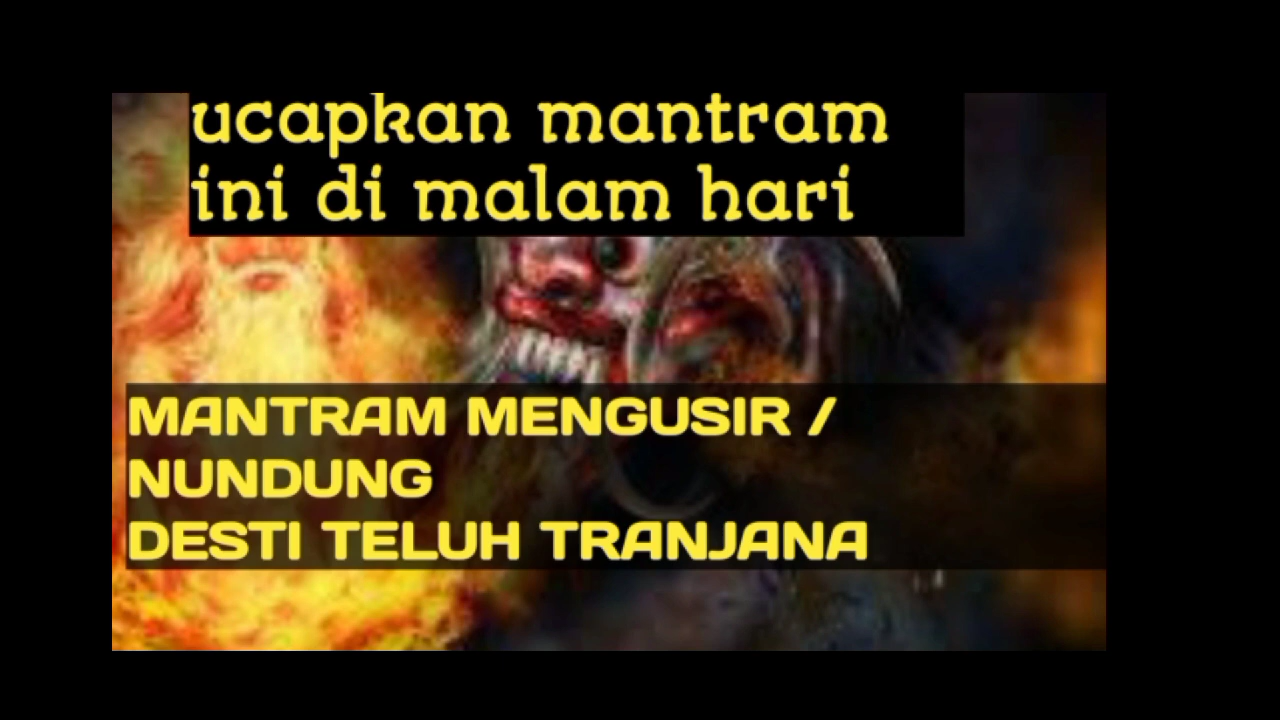 ucapkan mantram
ini di malam hari
MANTRAM MENGUSIR /
NUNDUNG
DESTI TELUH TRANJANA